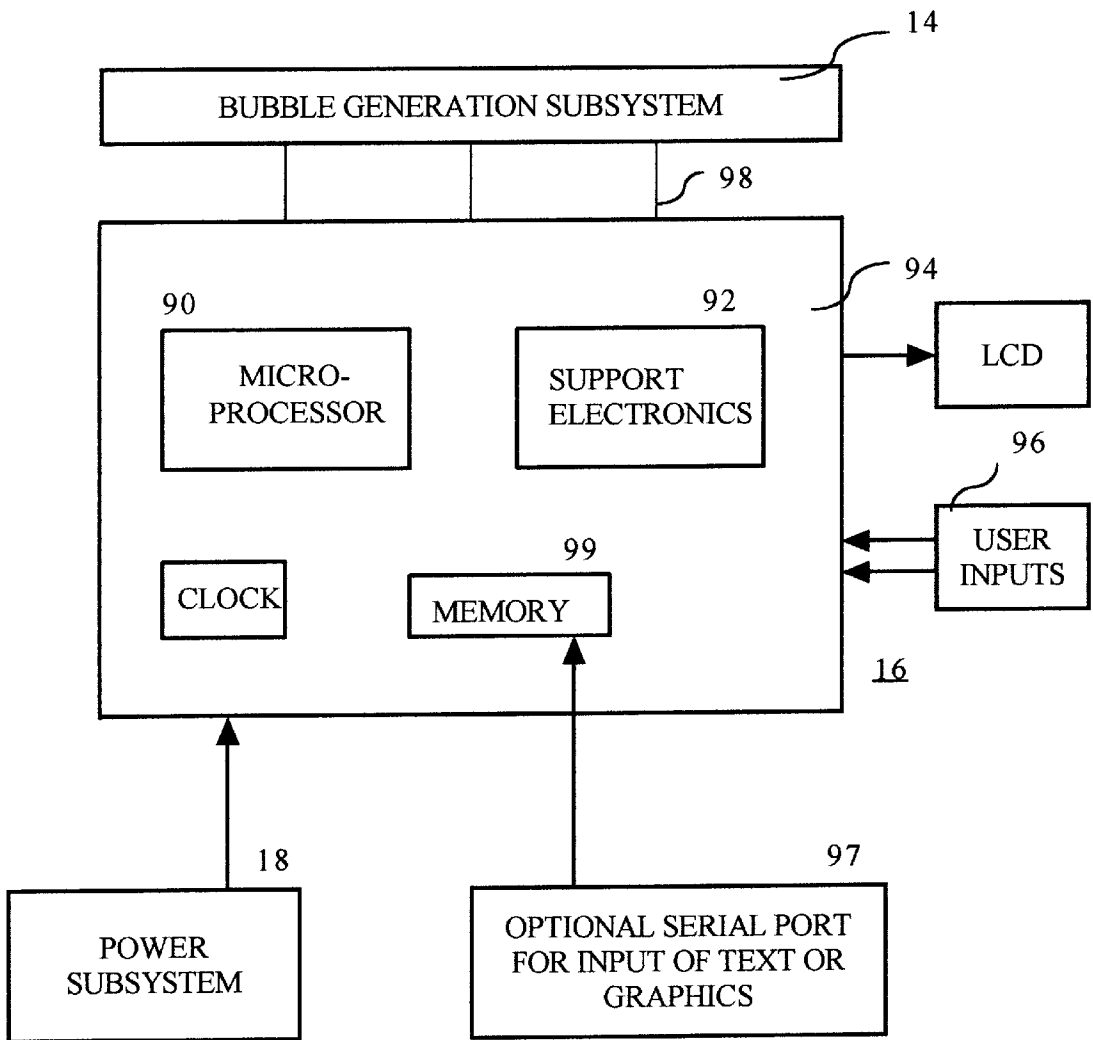 14
BUBBLE GENERATION SUBSYSTEM
98
94
90
92
MICRO-
PROCESSOR
SUPPORT
ELECTRONICS
LCD
96
USER
INPUTS
99
CLOCK
MEMORY
16
18
97
POWER
SUBSYSTEM
OPTIONAL SERIAL PORT
FOR INPUT OF TEXT OR
GRAPHICS